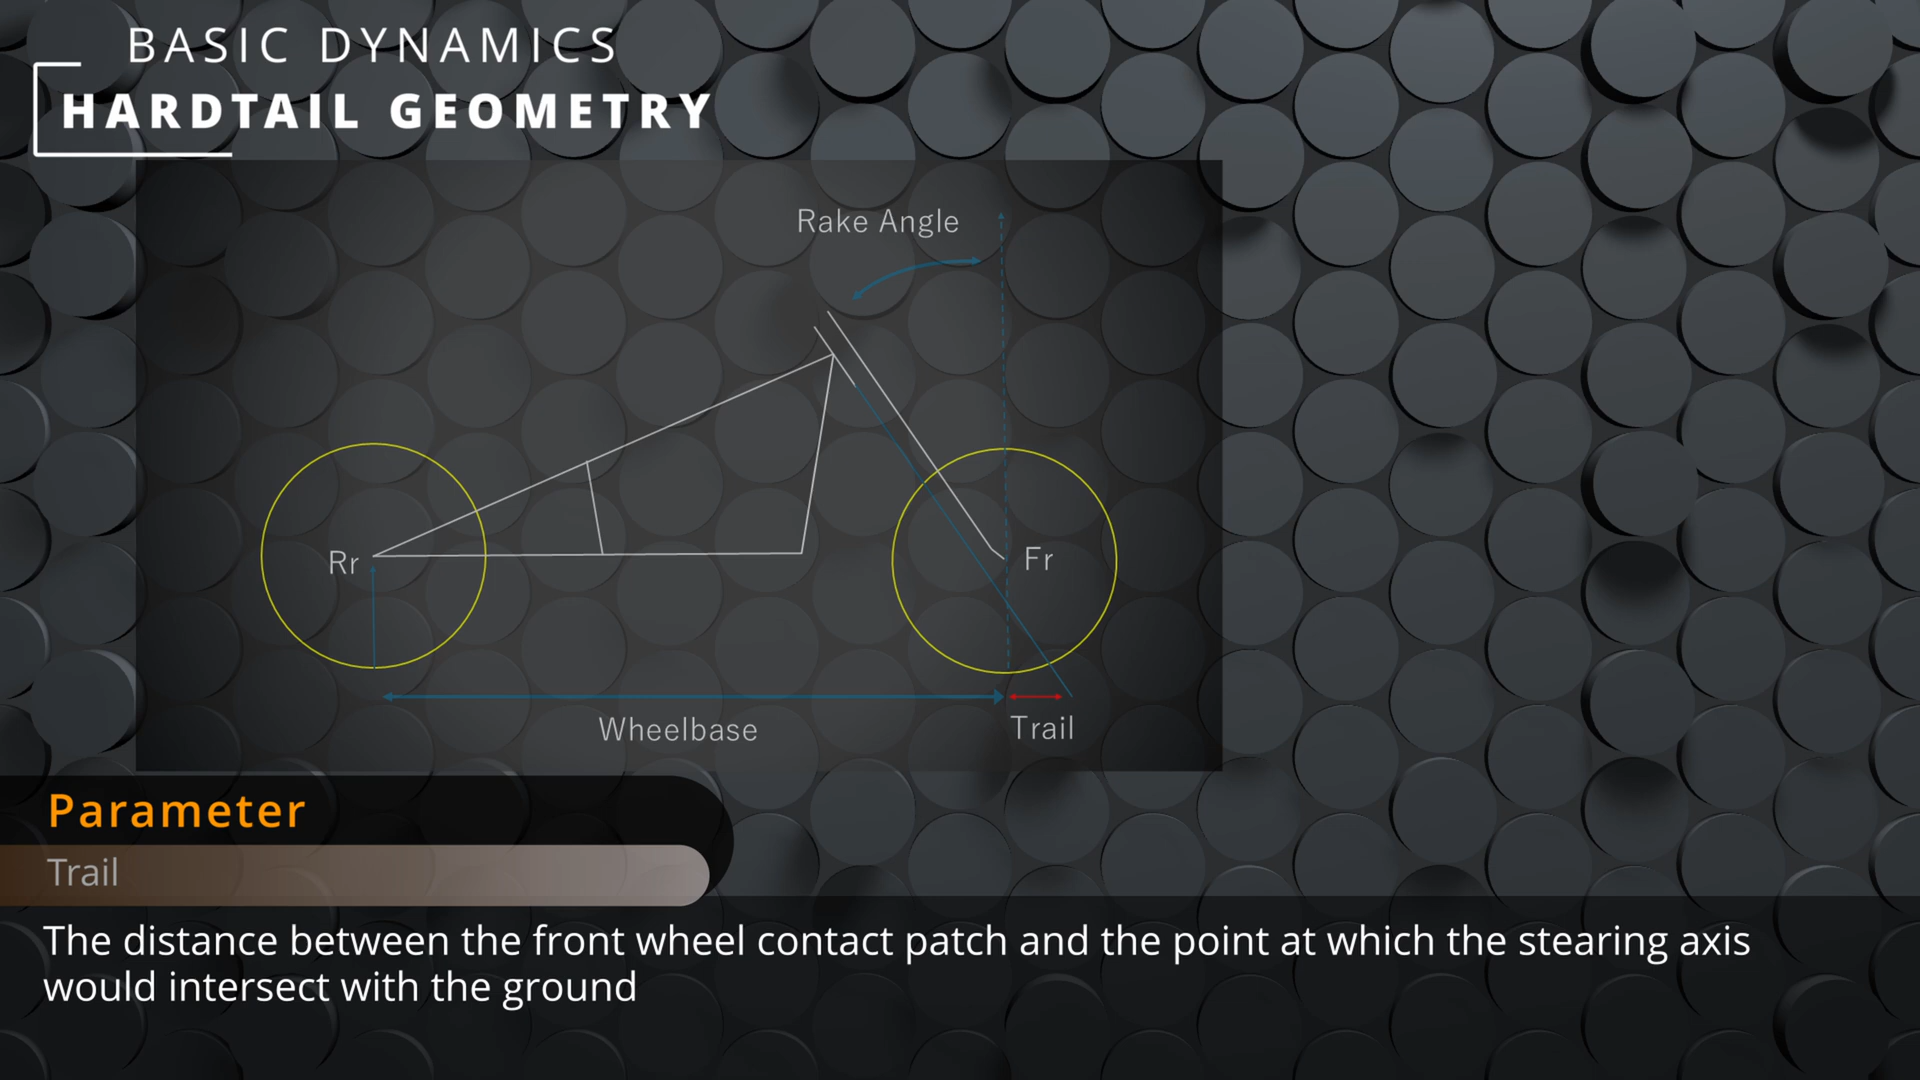 BASIC DYNAMICS
HARDTAIL GEOMETRY
Rake Angle
Rr
Fr
Wheelbase
Trail
Parameter
Trail
The distance between the front wheel contact patch and the point at which the stearing axis
would intersect with the ground